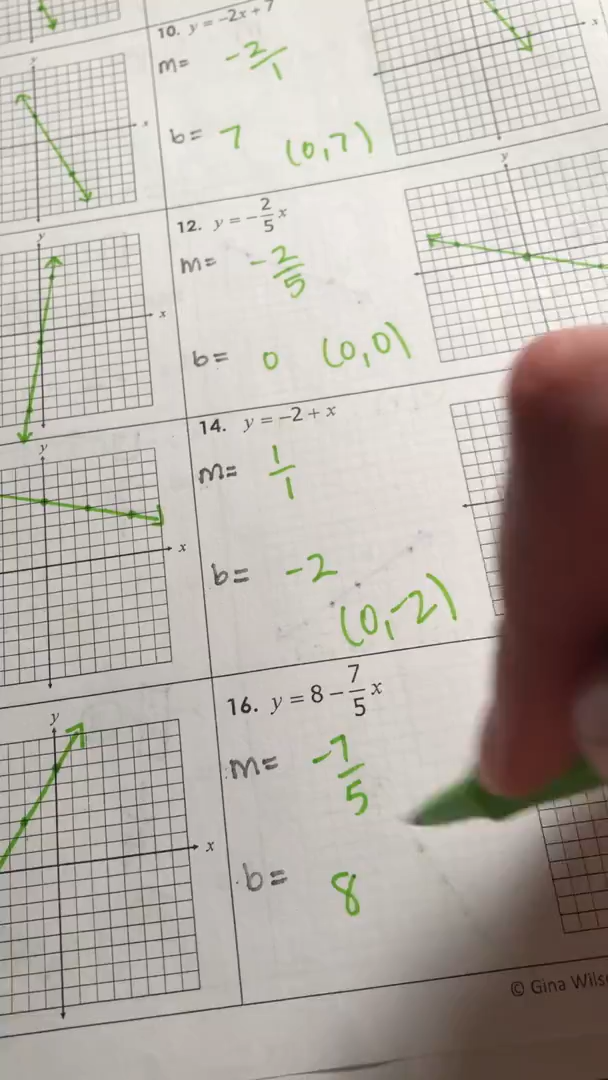 10. y = -2x + 7
m= -2/1
b= 7 (0,7)
x
y
x
y
12. y = -2/5 x
m= -2/5
b= 0 (0,0)
y
x
14. y = -2 + x
m= 1/1
b= -2
(0,-2)
y
x
16. y = 8 - 7/5 x
m= -7/5
b= 8
y
x
© Gina Wils